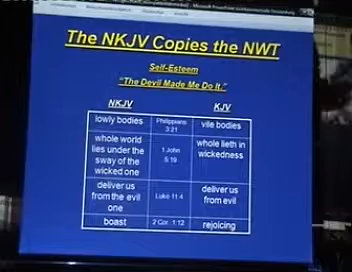 The NKJV Copies the NWT
Self-Esteem
"The Devil Made Me Do It."
NKJV KJV
lowly bodies Philippians 3:21 vile bodies
whole world lies under the sway of the wicked one 1 John 5:19 whole lieth in wickedness
deliver us from the evil one Luke 11:4 deliver us from evil
boast 2 Cor. 1:12 rejoicing